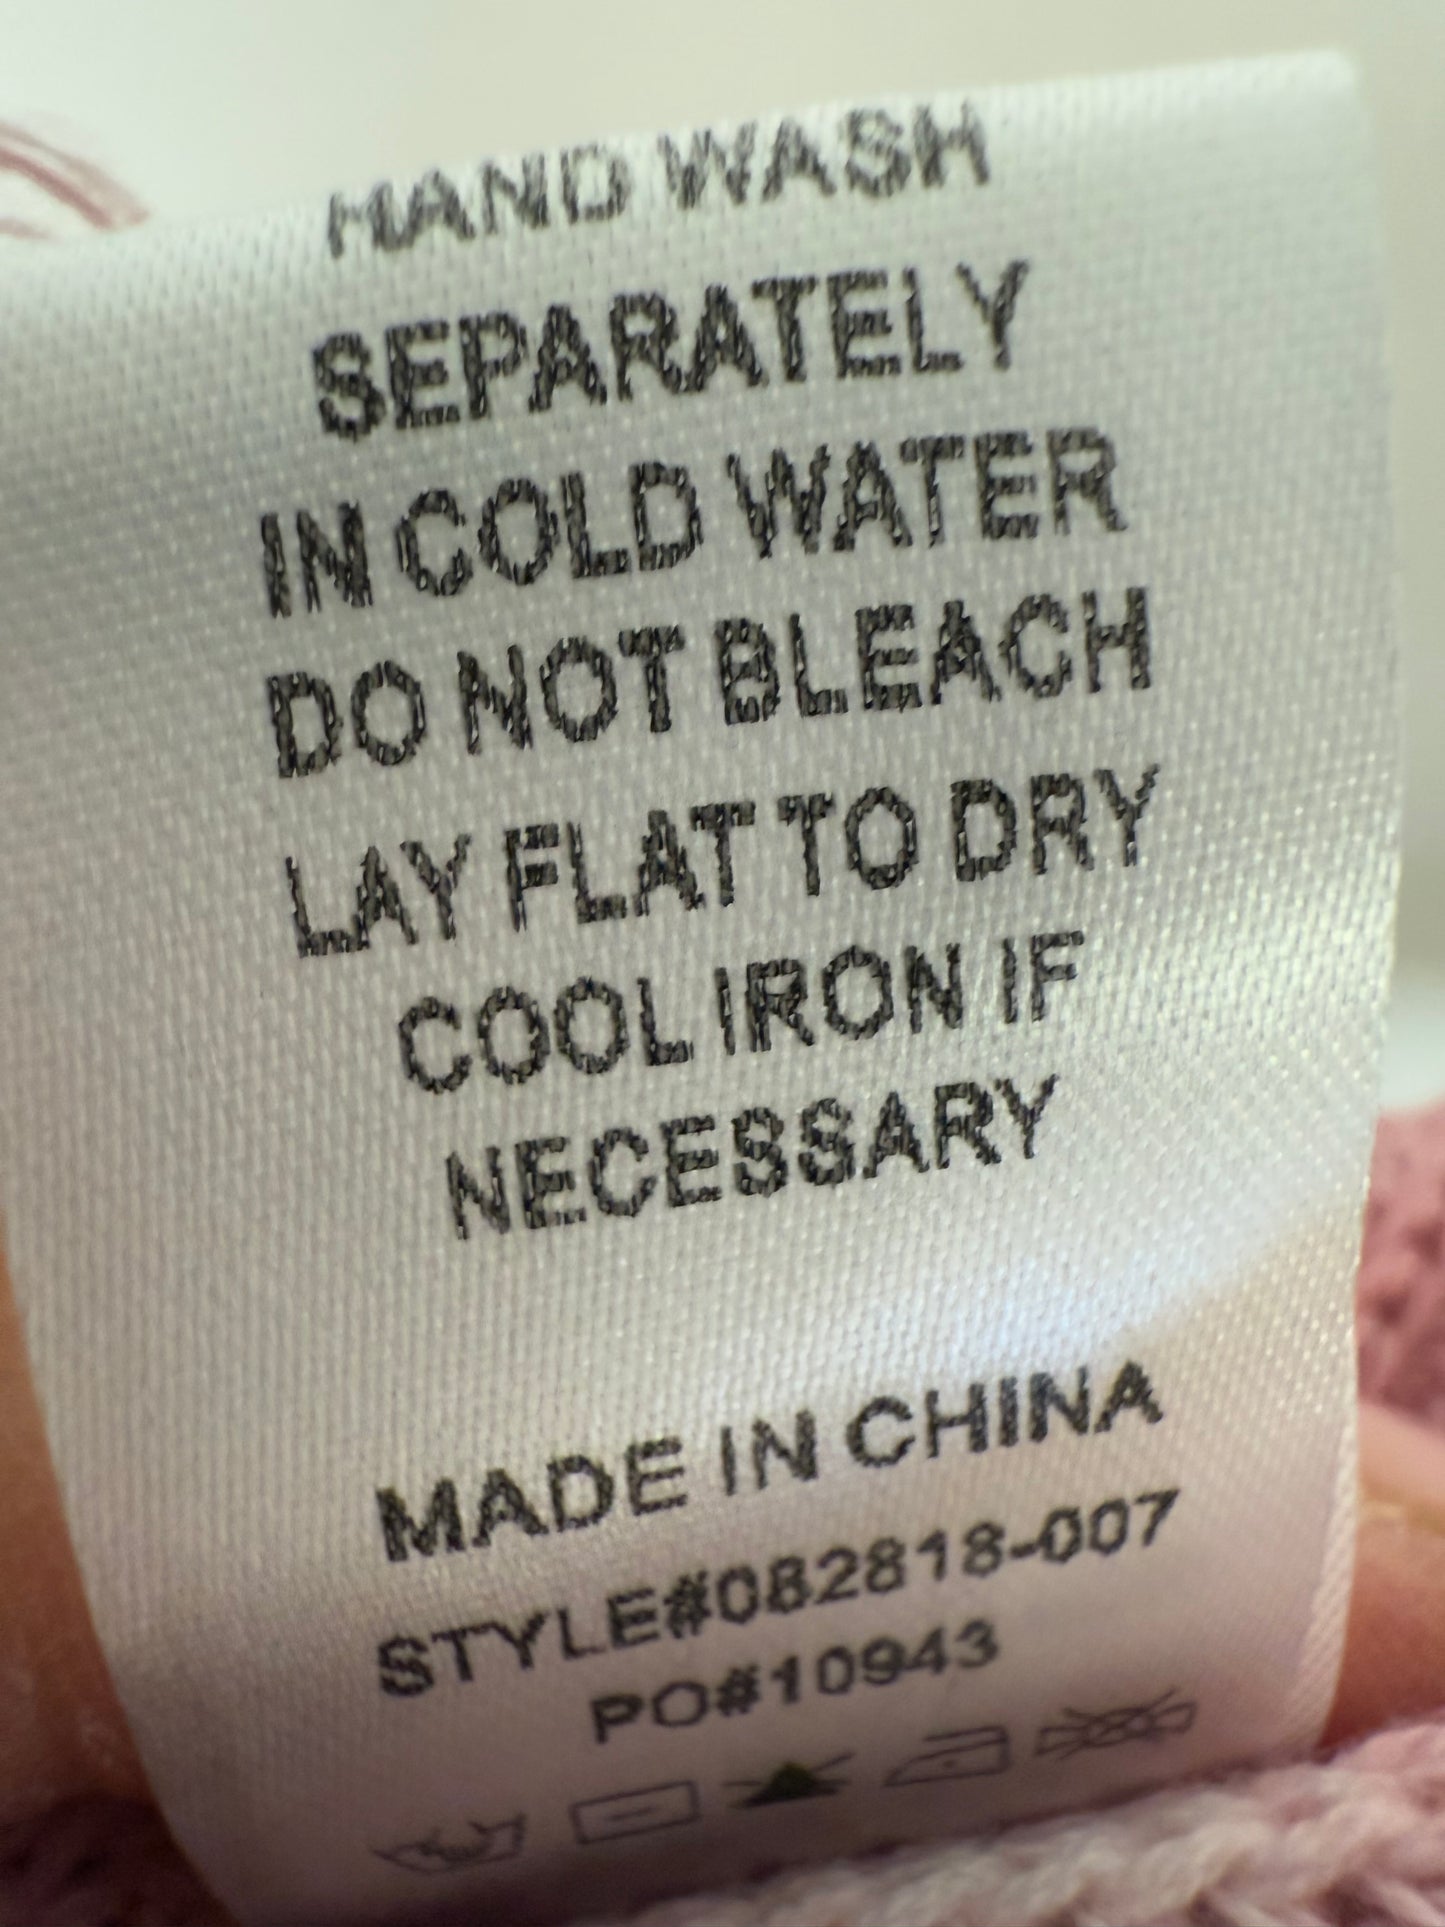 HAND WASH
SEPARATELY
IN COLD WATER
DO NOT BLEACH
LAY FLAT TO DRY
COOL IRON IF
NECESSARY
MADE IN CHINA
STYLE#082818-007
PO#10943